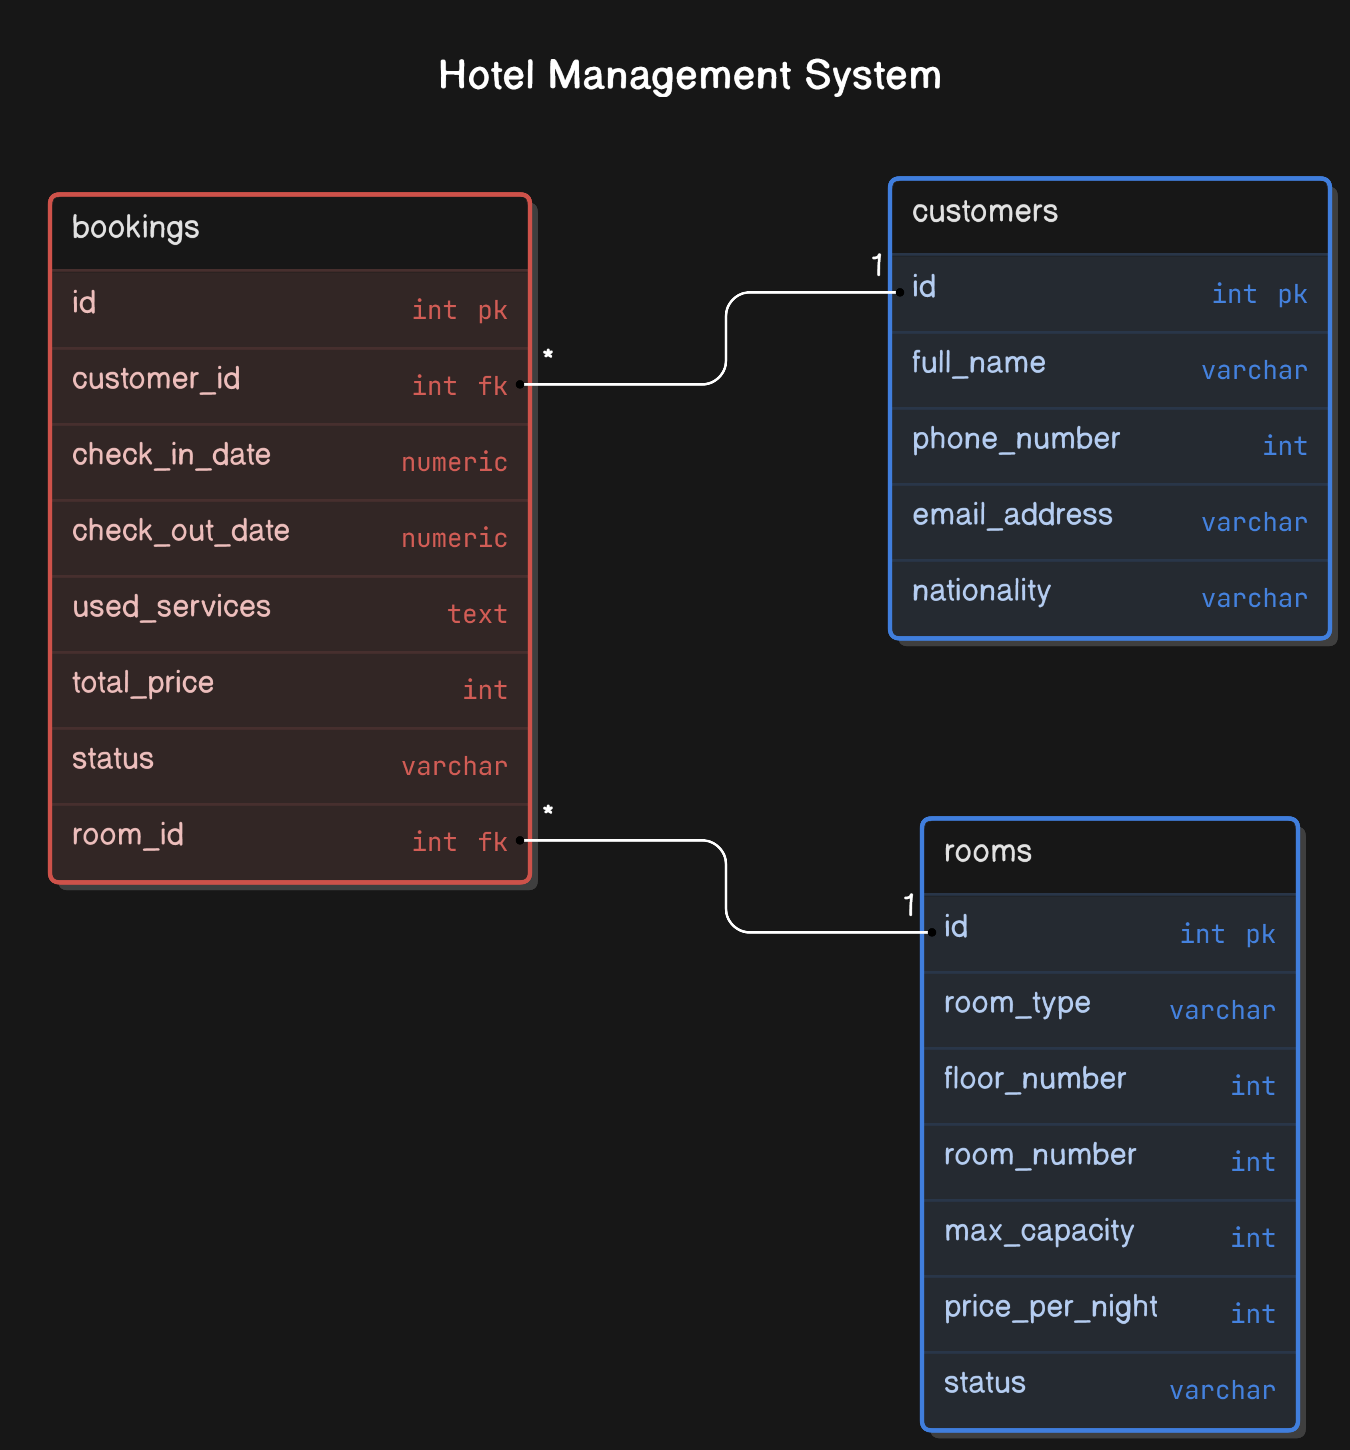 Hotel Management System
bookings
id int pk
customer_id int fk
check_in_date numeric
check_out_date numeric
used_services text
total_price int
status varchar
room_id int fk
*
1
*
1
customers
id int pk
full_name varchar
phone_number int
email_address varchar
nationality varchar
rooms
id int pk
room_type varchar
floor_number int
room_number int
max_capacity int
price_per_night int
status varchar